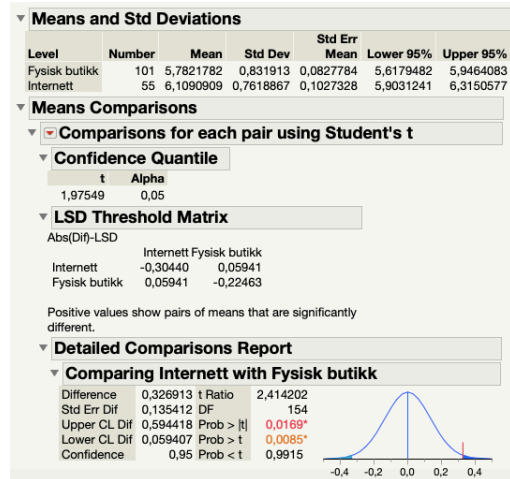 Means and Std Deviations
Std Err
Level Number Mean Std Dev Mean Lower 95% Upper 95%
Fysisk butikk 101 5,7821782 0,831913 0,0827784 5,6179482 5,9464083
Internett 55 6,1090909 0,7618867 0,1027328 5,9031241 6,3150577
Means Comparisons
Comparisons for each pair using Student's t
Confidence Quantile
t Alpha
1,97549 0,05
LSD Threshold Matrix
Abs(Dif)-LSD
Internett Fysisk butikk
Internett -0,30440 0,05941
Fysisk butikk 0,05941 -0,22463
Positive values show pairs of means that are significantly
different.
Detailed Comparisons Report
Comparing Internett with Fysisk butikk
Difference 0,326913 t Ratio 2,414202
Std Err Dif 0,135412 DF 154
Upper CL Dif 0,594418 Prob > |t| 0,0169*
Lower CL Dif 0,059407 Prob > t 0,0085*
Confidence 0,95 Prob < t 0,9915
-0,4 -0,2 0,0 0,2 0,4